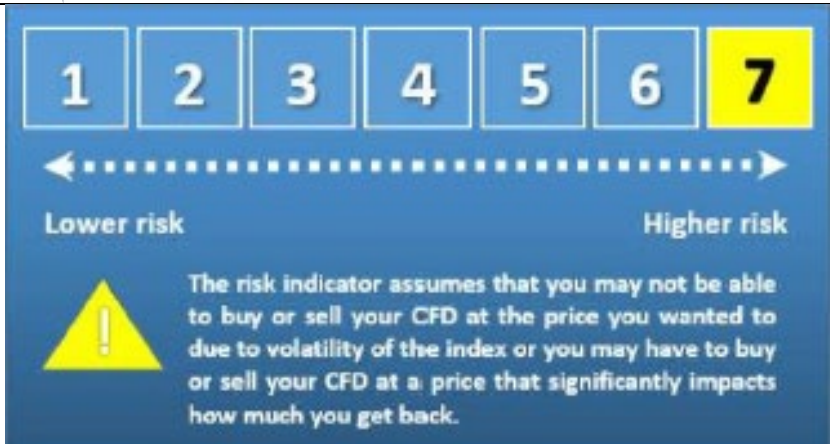 1 2 3 4 5 6 7
Lower risk Higher risk
!
The risk indicator assumes that you may not be able
to buy or sell your CFD at the price you wanted to
due to volatility of the index or you may have to buy
or sell your CFD at a price that significantly impacts
how much you get back.